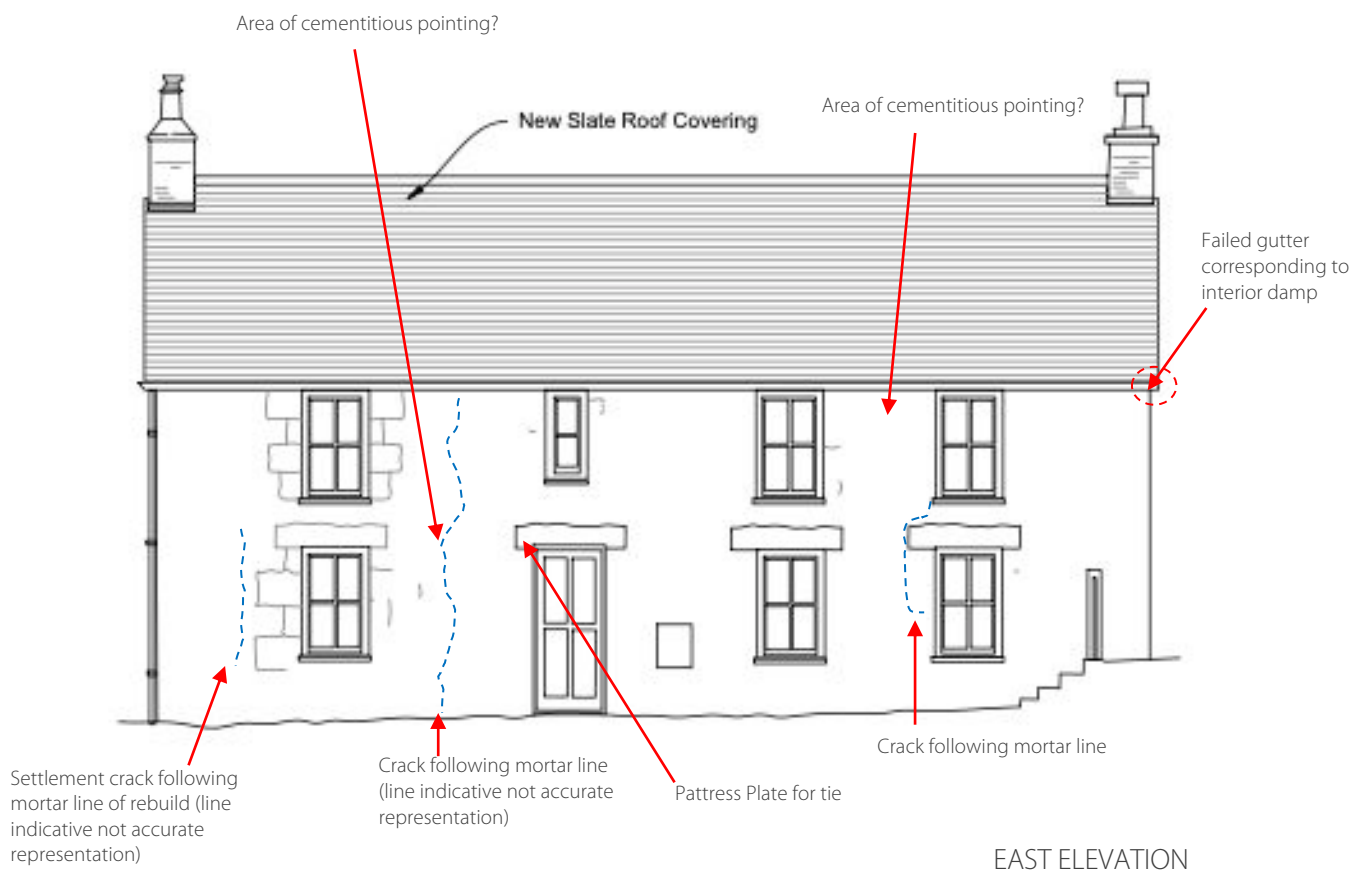 Area of cementitious pointing?
New Slate Roof Covering
Area of cementitious pointing?
Failed gutter
corresponding to
interior damp
Settlement crack following
mortar line of rebuild (line
indicative not accurate
representation)
Crack following mortar line
(line indicative not accurate
representation)
Pattress Plate for tie
Crack following mortar line
EAST ELEVATION